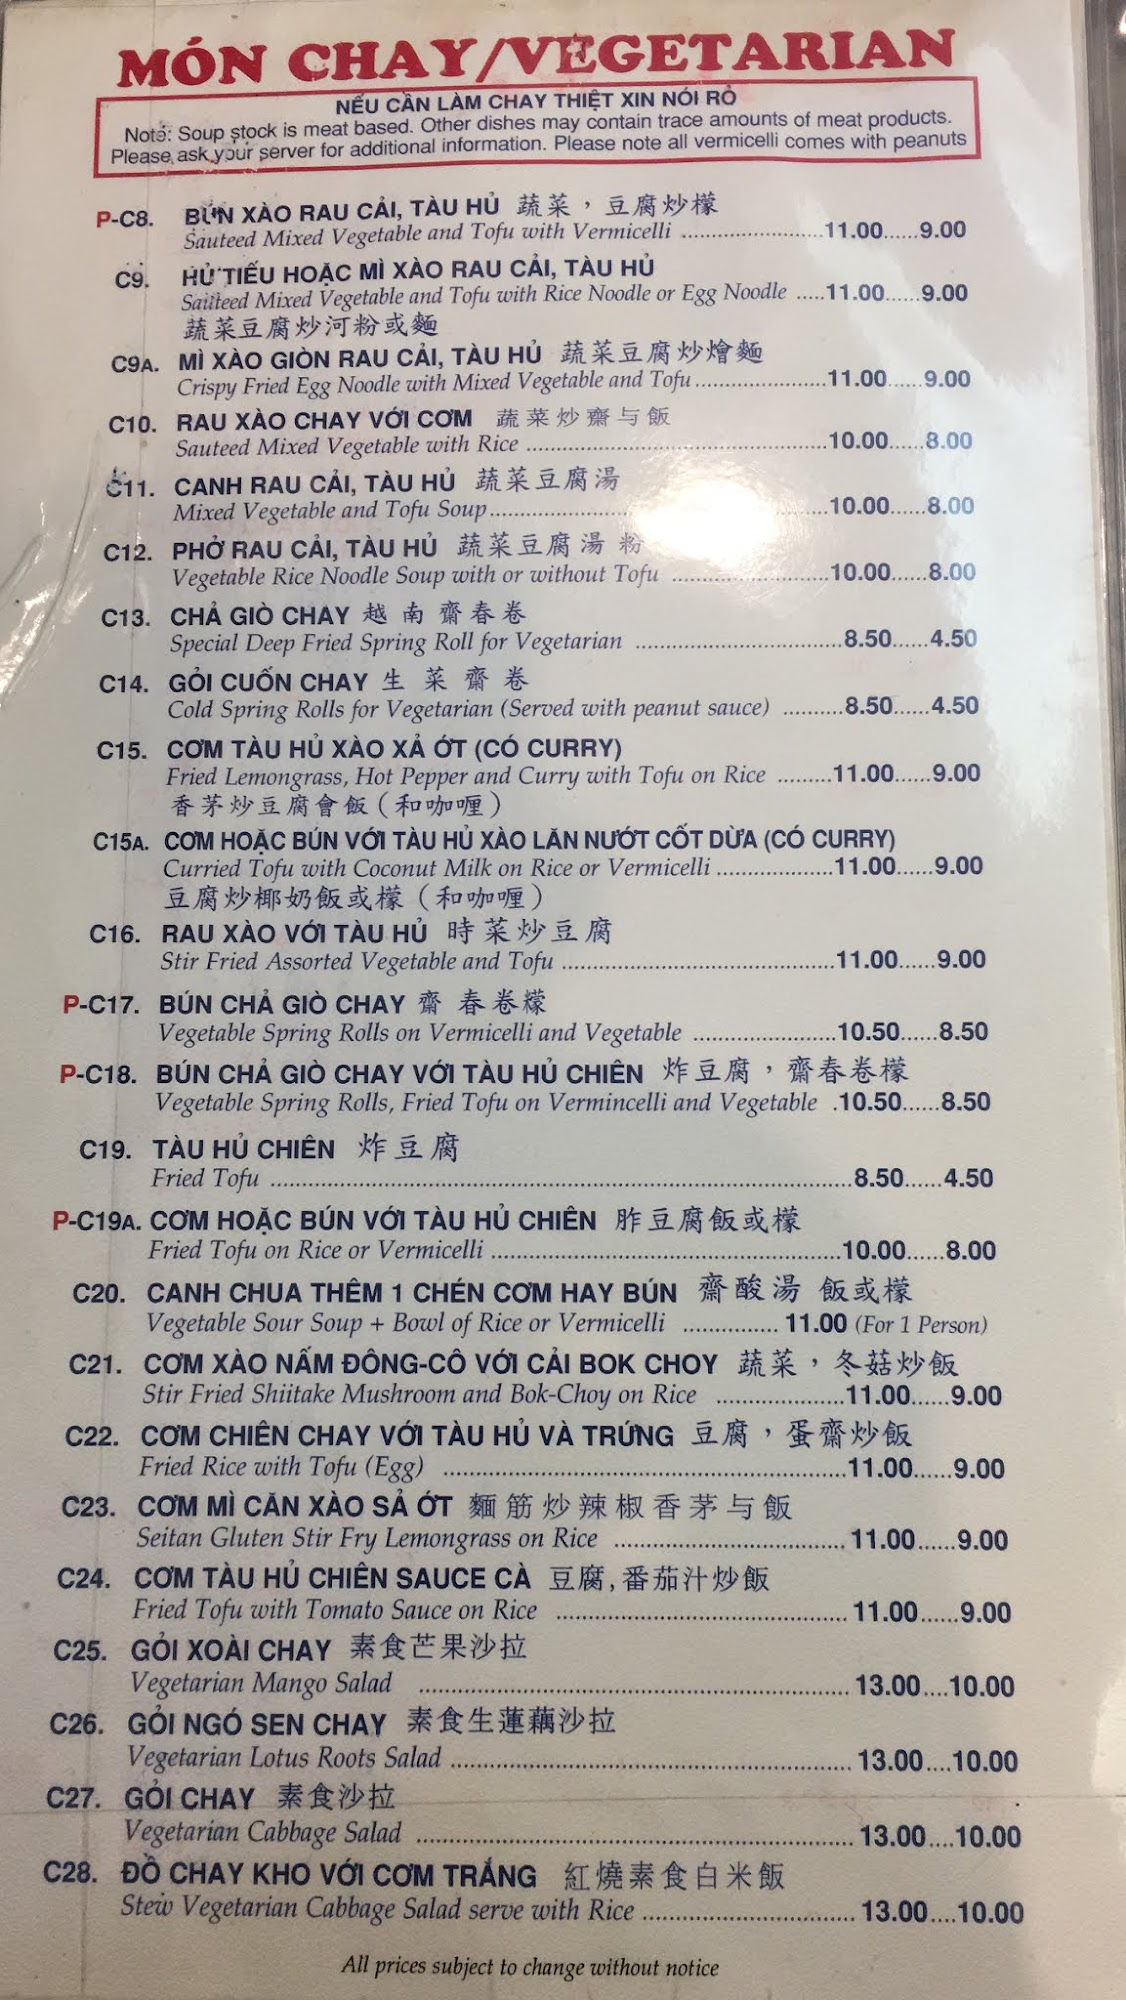 MÓN CHAY/VEGETARIAN
NẾU CẦN LÀM CHAY THIỆT XIN NÓI RỎ
Note: Soup stock is meat based. Other dishes may contain trace amounts of meat products.
Please ask your server for additional information. Please note all vermicelli comes with peanuts
P-C8. BÚN XÀO RAU CẢI, TÀU HỦ 蔬菜，豆腐炒檬
Sauteed Mixed Vegetable and Tofu with Vermicelli ........................11.00......9.00
C9. HỦ TIẾU HOẶC MÌ XÀO RAU CẢI, TÀU HỦ
Sauteed Mixed Vegetable and Tofu with Rice Noodle or Egg Noodle .....11.00......9.00
蔬菜豆腐炒河粉或麵
C9A. MÌ XÀO GIÒN RAU CẢI, TÀU HỦ 蔬菜豆腐炒燴麵
Crispy Fried Egg Noodle with Mixed Vegetable and Tofu......................11.00......9.00
C10. RAU XÀO CHAY VỚI CƠM 蔬菜炒齋与飯
Sauteed Mixed Vegetable with Rice ..................................................10.00......8.00
C11. CANH RAU CẢI, TÀU HỦ 蔬菜豆腐湯
Mixed Vegetable and Tofu Soup.........................................................10.00......8.00
C12. PHỞ RAU CẢI, TÀU HỦ 蔬菜豆腐湯 粉
Vegetable Rice Noodle Soup with or without Tofu ..........................10.00......8.00
C13. CHẢ GIÒ CHAY 越南齋春卷
Special Deep Fried Spring Roll for Vegetarian ...................................8.50......4.50
C14. GỎI CUỐN CHAY 生菜齋卷
Cold Spring Rolls for Vegetarian (Served with peanut sauce) ..........8.50......4.50
C15. CƠM TÀU HỦ XÀO XẢ ỚT (CÓ CURRY)
Fried Lemongrass, Hot Pepper and Curry with Tofu on Rice .........11.00......9.00
香茅炒豆腐會飯（和咖喱）
C15A. CƠM HOẶC BÚN VỚI TÀU HỦ XÀO LĂN NƯỚT CỐT DỪA (CÓ CURRY)
Curried Tofu with Coconut Milk on Rice or Vermicelli ....................11.00......9.00
豆腐炒椰奶飯或檬（和咖喱）
C16. RAU XÀO VỚI TÀU HỦ 時菜炒豆腐
Stir Fried Assorted Vegetable and Tofu ..............................................11.00......9.00
P-C17. BÚN CHẢ GIÒ CHAY 齋春卷檬
Vegetable Spring Rolls on Vermicelli and Vegetable ........................10.50......8.50
P-C18. BÚN CHẢ GIÒ CHAY VỚI TÀU HỦ CHIÊN 炸豆腐，齋春卷檬
Vegetable Spring Rolls, Fried Tofu on Vermincelli and Vegetable .10.50......8.50
C19. TÀU HỦ CHIÊN 炸豆腐
Fried Tofu ..................................................................................................8.50......4.50
P-C19A. CƠM HOẶC BÚN VỚI TÀU HỦ CHIÊN 胙豆腐飯或檬
Fried Tofu on Rice or Vermicelli ...........................................................10.00......8.00
C20. CANH CHUA THÊM 1 CHÉN CƠM HAY BÚN 齋酸湯 飯或檬
Vegetable Sour Soup + Bowl of Rice or Vermicelli ................ 11.00 (For 1 Person)
C21. CƠM XÀO NẤM ĐÔNG-CÔ VỚI CẢI BOK CHOY 蔬菜，冬菇炒飯
Stir Fried Shiitake Mushroom and Bok-Choy on Rice .....................11.00......9.00
C22. CƠM CHIÊN CHAY VỚI TÀU HỦ VÀ TRỨNG 豆腐，蛋齋炒飯
Fried Rice with Tofu (Egg) ....................................................................11.00......9.00
C23. CƠM MÌ CĂN XÀO SẢ ỚT 麵筋炒辣椒香茅与飯
Seitan Gluten Stir Fry Lemongrass on Rice ....................................... 11.00......9.00
C24. CƠM TÀU HỦ CHIÊN SAUCE CÀ 豆腐,番茄汁炒飯
Fried Tofu with Tomato Sauce on Rice ................................................. 11.00......9.00
C25. GỎI XOÀI CHAY 素食芒果沙拉
Vegetarian Mango Salad ........................................................................ 13.00....10.00
C26. GỎI NGÓ SEN CHAY 素食生蓮藕沙拉
Vegetarian Lotus Roots Salad .................................................................... 13.00....10.00
C27. GỎI CHAY 素食沙拉
Vegetarian Cabbage Salad .......................................................................... 13.00....10.00
C28. ĐỒ CHAY KHO VỚI CƠM TRẮNG 紅燒素食白米飯
Stew Vegetarian Cabbage Salad serve with Rice .................................... 13.00....10.00
All prices subject to change without notice